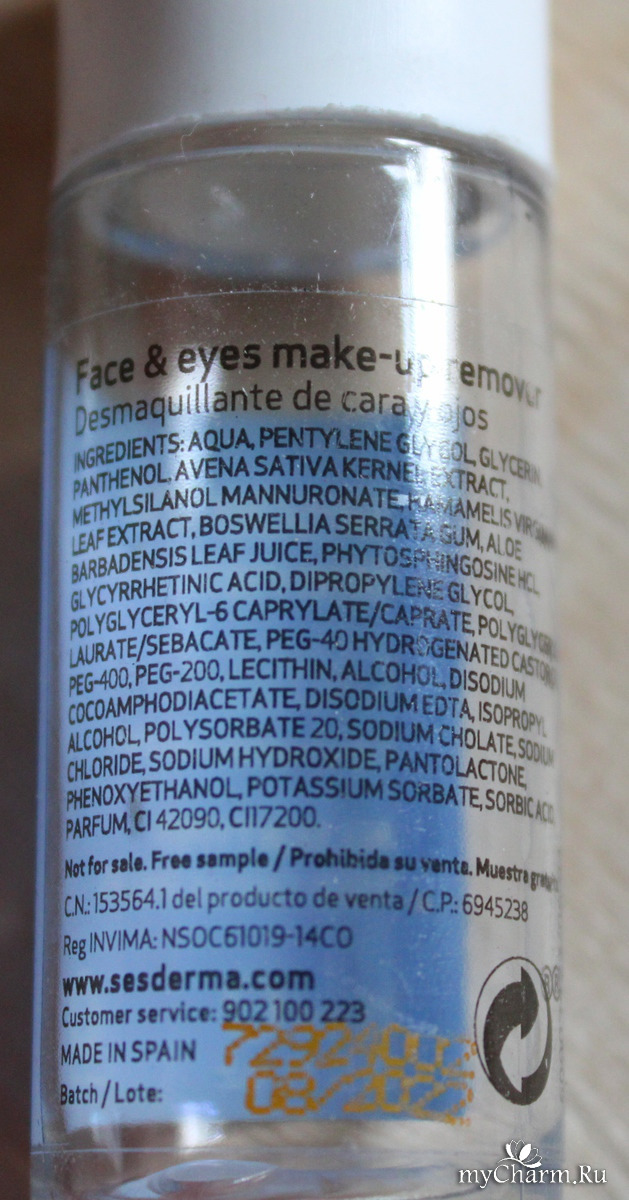 Face & eyes make-up remover
Desmaquillante de cara y ojos
INGREDIENTS: AQUA, PENTYLENE GLYCOL, GLYCERIN,
PANTHENOL, AVENA SATIVA KERNEL EXTRACT,
METHYLSILANOL MANNURONATE, HAMAMELIS
LEAF EXTRACT, BOSWELLIA SERRATA GUM, ALOE
BARBADENSIS LEAF JUICE, PHYTOSPHINGOSINE HCL,
GLYCYRRHETINIC ACID, DIPROPYLENE GLYCOL,
POLYGLYCERYL-6 CAPRYLATE/CAPRATE,
LAURATE/SEBACATE, PEG-40 HYDROGENATED CASTOR
PEG-400, PEG-200, LECITHIN, ALCOHOL, DISODIUM
COCOAMPHODIACETATE, DISODIUM EDTA, ISOPROPYL
ALCOHOL, POLYSORBATE 20, SODIUM CHOLATE, SODIUM
CHLORIDE, SODIUM HYDROXIDE, PANTOLACTONE,
PHENOXYETHANOL, POTASSIUM SORBATE, SORBIC ACID,
PARFUM, CI 42090, CI17200.
Not for sale. Free sample / Prohibida su venta. Muestra
C.N.: 153564.1 del producto de venta / C.P.: 6945238
Reg INVIMA: NSOC61019-14CO
www.sesderma.com
Customer service: 902 100 223
MADE IN SPAIN
Batch / Lote: 08/2022
myCharm.Ru